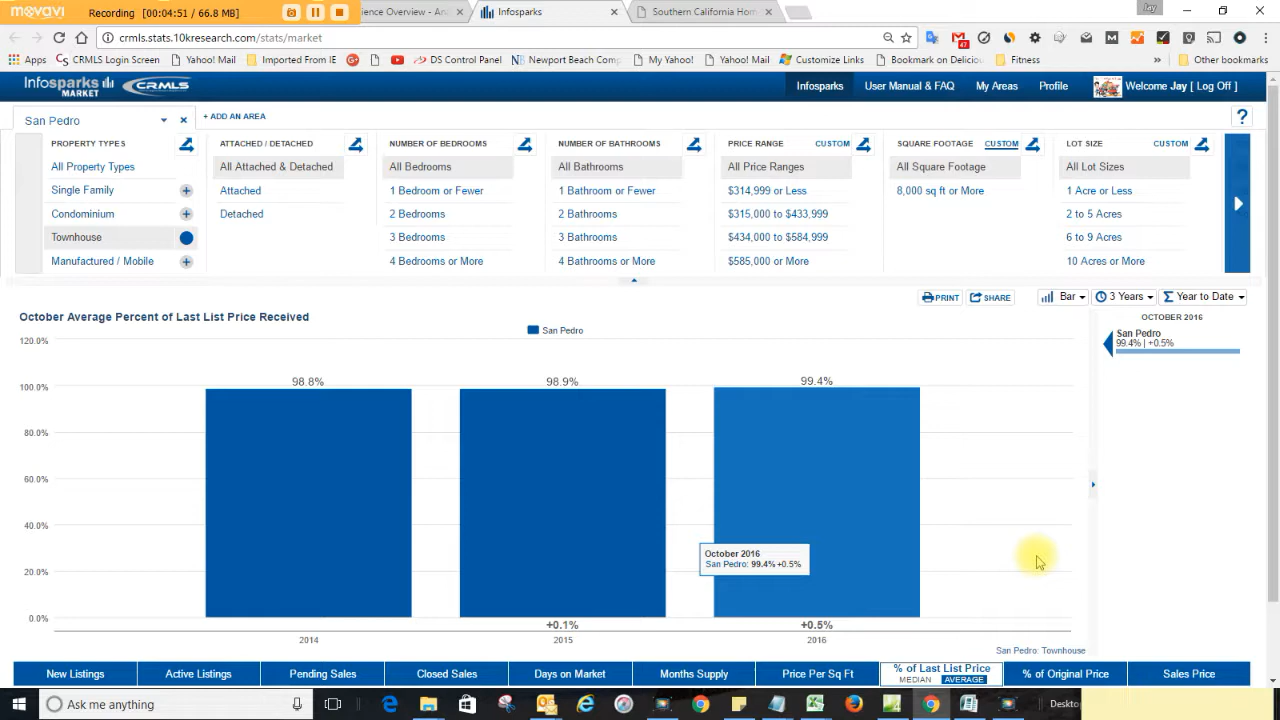 movavi
Recording (00:04:51 / 66.8 MB)
ience Overview - An
Infosparks
Southern California Hom
Jay
crmls.stats.10kresearch.com/stats/market
47
Apps
CRMLS Login Screen
Yahoo! Mail
Imported From IE
DS Control Panel
Newport Beach Comp
My Yahoo!
Yahoo! Mail
Customize Links
Bookmark on Delicious
Fitness
Other bookmarks
Infosparks
MARKET
CRMLS
Infosparks
User Manual & FAQ
My Areas
Profile
Welcome Jay [ Log Off ]
San Pedro
+ ADD AN AREA
?
PROPERTY TYPES
All Property Types
Single Family
Condominium
Townhouse
Manufactured / Mobile
ATTACHED / DETACHED
All Attached & Detached
Attached
Detached
NUMBER OF BEDROOMS
All Bedrooms
1 Bedroom or Fewer
2 Bedrooms
3 Bedrooms
4 Bedrooms or More
NUMBER OF BATHROOMS
All Bathrooms
1 Bathroom or Fewer
2 Bathrooms
3 Bathrooms
4 Bathrooms or More
PRICE RANGE CUSTOM
All Price Ranges
$314,999 or Less
$315,000 to $433,999
$434,000 to $584,999
$585,000 or More
SQUARE FOOTAGE CUSTOM
All Square Footage
8,000 sq ft or More
LOT SIZE CUSTOM
All Lot Sizes
1 Acre or Less
2 to 5 Acres
6 to 9 Acres
10 Acres or More
PRINT
SHARE
Bar
3 Years
Year to Date
October Average Percent of Last List Price Received
San Pedro
OCTOBER 2016
San Pedro
99.4% | +0.5%
120.0%
100.0%
80.0%
60.0%
40.0%
20.0%
0.0%
98.8%
98.9%
99.4%
October 2016
San Pedro: 99.4% +0.5%
+0.1%
+0.5%
2014
2015
2016
San Pedro: Townhouse
New Listings
Active Listings
Pending Sales
Closed Sales
Days on Market
Months Supply
Price Per Sq Ft
% of Last List Price
MEDIAN AVERAGE
% of Original Price
Sales Price
Ask me anything
Desktop